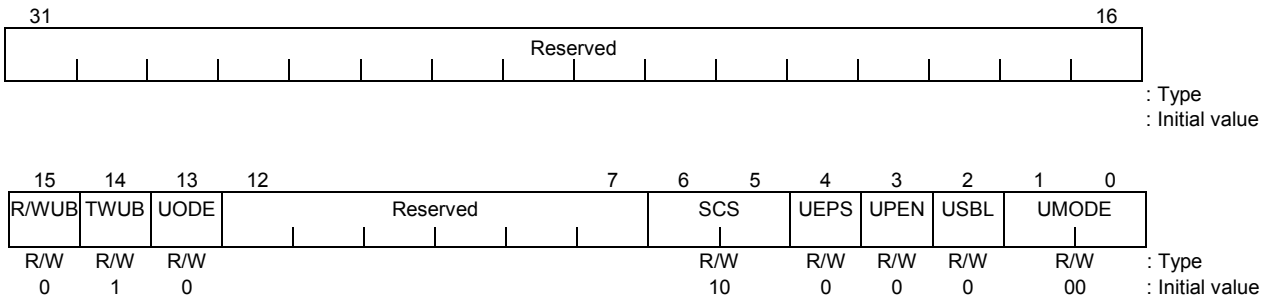 31 16
Reserved
: Type
: Initial value
15 14 13 12 7 6 5 4 3 2 1 0
R/WUB TWUB UODE Reserved SCS UEPS UPEN USBL UMODE
R/W R/W R/W R/W R/W R/W R/W R/W : Type
0 1 0 10 0 0 0 00 : Initial value